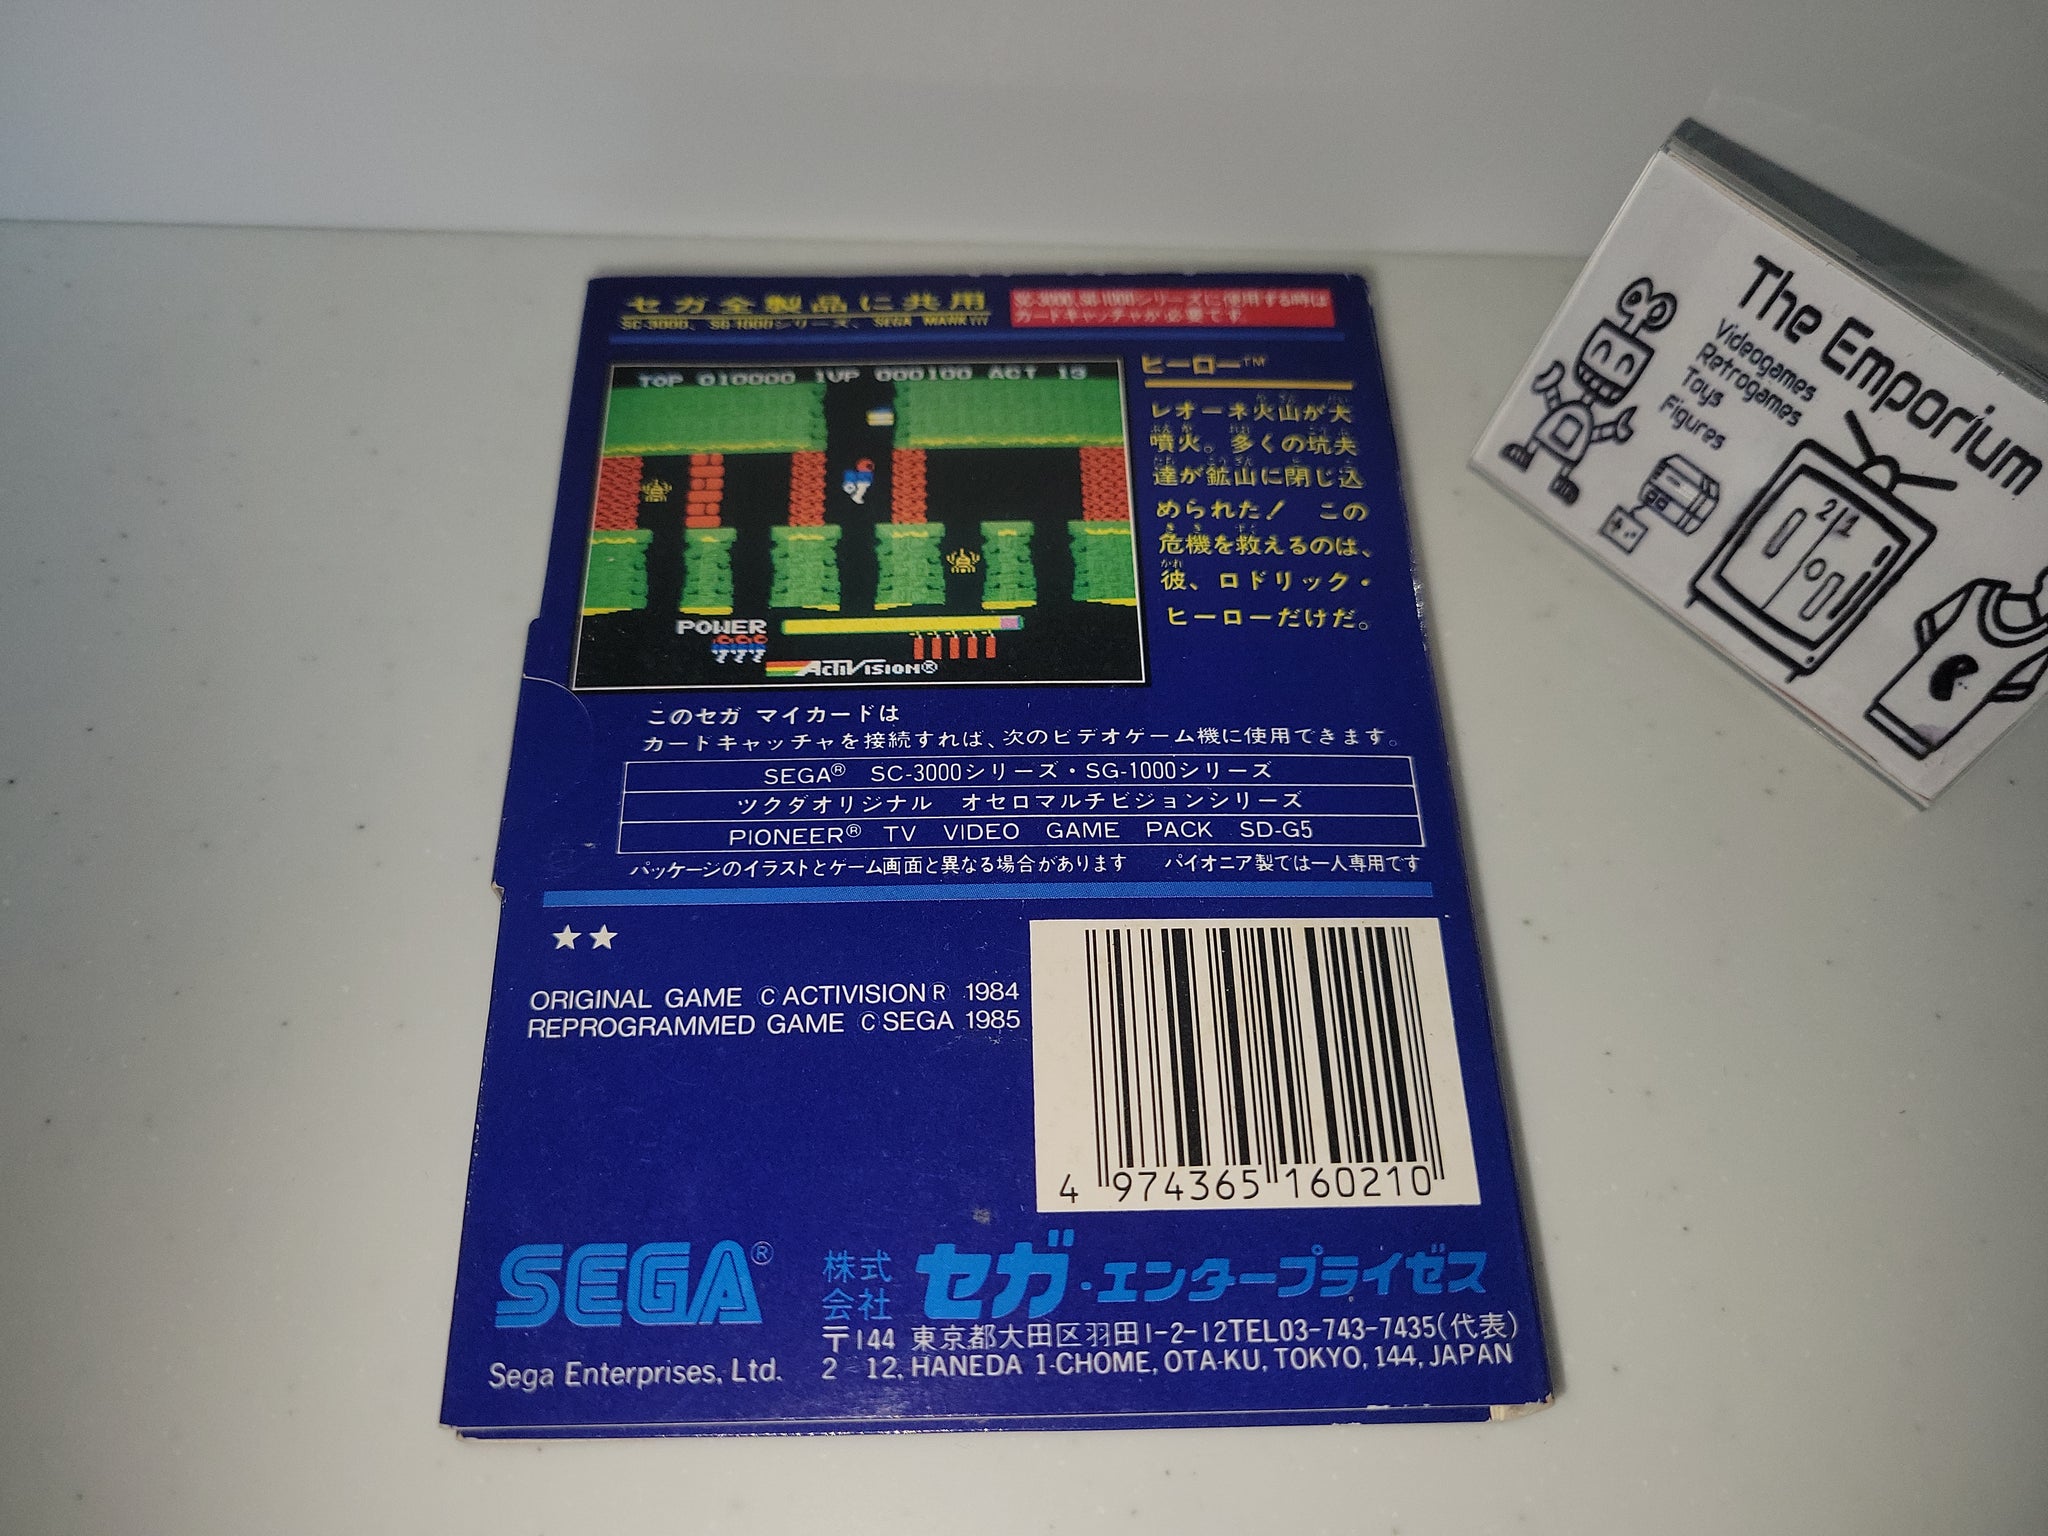 セガ全製品に共用
SC-3000、SG-1000シリーズ、SEGA MARK IV
SC-3000、SG-1000シリーズに使用する時は
カードキャッチャが必要です。
TOP 010000 1UP 000100 ACT 13
POWER
ACTIVISION®
ヒーロー™
レオーネ火山が大
噴火。多くの坑夫
達が鉱山に閉じ込
められた! この
危機を救えるのは、
彼、ロドリック・
ヒーローだけだ。
このセガ マイカードは
カードキャッチャを接続すれば、次のビデオゲーム機に使用できます。
SEGA® SC-3000シリーズ・SG-1000シリーズ
ツクダオリジナル オセロマルチビジョンシリーズ
PIONEER® TV VIDEO GAME PACK SD-G5
パッケージのイラストとゲーム画面と異なる場合があります パイオニア製では一人専用です
★★
ORIGINAL GAME ©ACTIVISION® 1984
REPROGRAMMED GAME ©SEGA 1985
4 974365 160210
SEGA®
Sega Enterprises, Ltd.
株式会社 セガ・エンタープライゼス
〒144 東京都大田区羽田1-2-12TEL03-743-7435(代表)
2 12, HANEDA 1-CHOME, OTA-KU, TOKYO, 144, JAPAN
The Emporium
Videogames
Retrogames
Toys
Figures
2/1